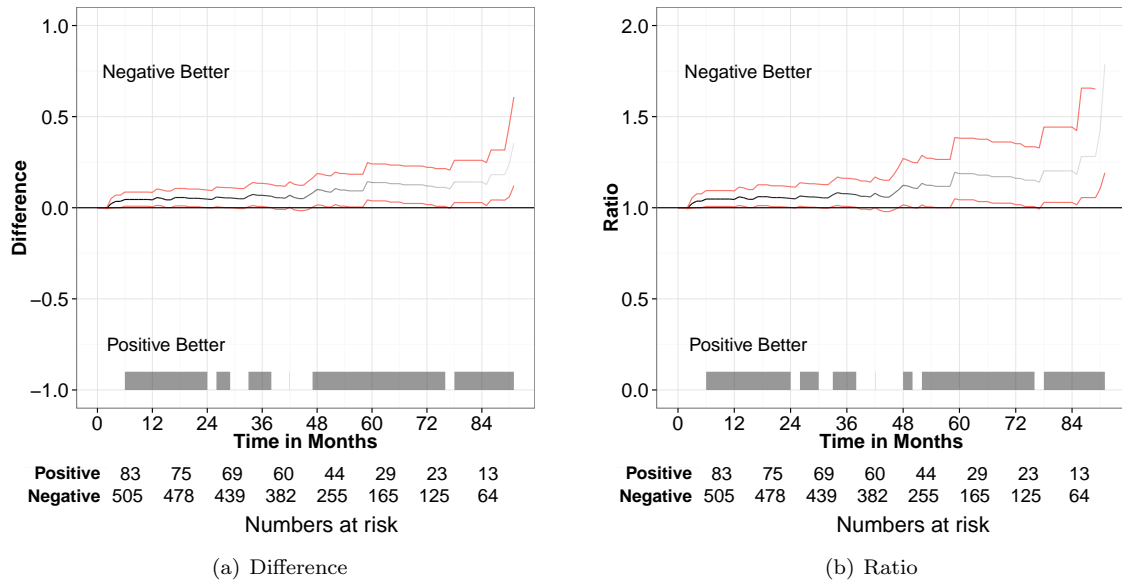 1.0
0.5
0.0
−0.5
−1.0
Difference
Negative Better
Positive Better
0 12 24 36 48 60 72 84
Time in Months
Positive 83 75 69 60 44 29 23 13
Negative 505 478 439 382 255 165 125 64
Numbers at risk
(a) Difference
2.0
1.5
1.0
0.5
0.0
Ratio
Negative Better
Positive Better
0 12 24 36 48 60 72 84
Time in Months
Positive 83 75 69 60 44 29 23 13
Negative 505 478 439 382 255 165 125 64
Numbers at risk
(b) Ratio